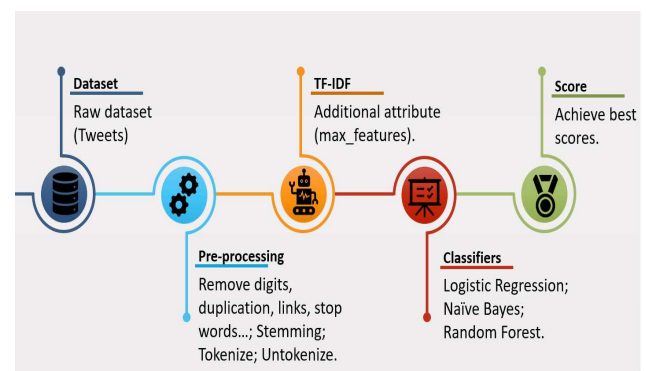 Dataset
Raw dataset
(Tweets)
Pre-processing
Remove digits,
duplication, links, stop
words...; Stemming;
Tokenize; Untokenize.
TF-IDF
Additional attribute
(max_features).
Classifiers
Logistic Regression;
Naïve Bayes;
Random Forest.
Score
Achieve best
scores.